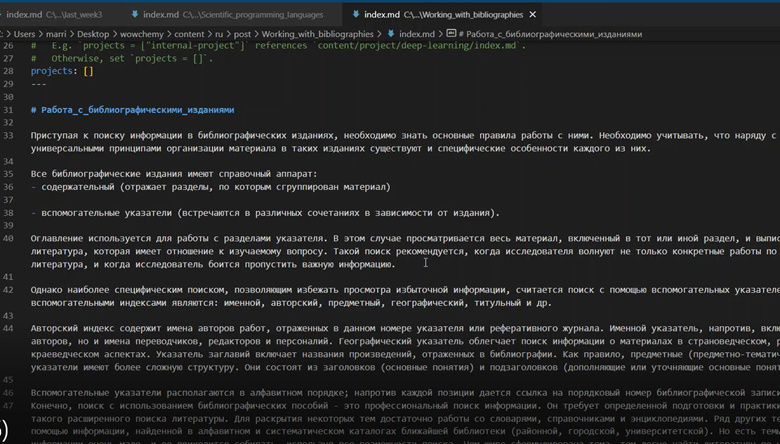 index.md C:\...\last_week3 index.md C:\...\Scientific_programming_languages index.md C:\...\Working_with_bibliographies ×
C: > Users > marri > Desktop > wowchemy > content > ru > post > Working_with_bibliographies > index.md > # Работа_с_библиографическими_изданиями
26 # E.g. `projects = ["internal-project"]` references `content/project/deep-learning/index.md`.
27 # Otherwise, set `projects = []`.
28 projects: []
29 ---
30
31 # Работа_с_библиографическими_изданиями
32
33 Приступая к поиску информации в библиографических изданиях, необходимо знать основные правила работы с ними. Необходимо учитывать, что наряду с
универсальными принципами организации материала в таких изданиях существуют и специфические особенности каждого из них.
34
35 Все библиографические издания имеют справочный аппарат:
36 - содержательный (отражает разделы, по которым сгруппирован материал)
37
38 - вспомогательные указатели (встречаются в различных сочетаниях в зависимости от издания).
39
40 Оглавление используется для работы с разделами указателя. В этом случае просматривается весь материал, включенный в тот или иной раздел, и выпис
литература, которая имеет отношение к изучаемому вопросу. Такой поиск рекомендуется, когда исследователя волнуют не только конкретные работы по
литература, и когда исследователь боится пропустить важную информацию.
41
42 Однако наиболее специфическим поиском, позволяющим избежать просмотра избыточной информации, считается поиск с помощью вспомогательных указателе
вспомогательными индексами являются: именной, авторский, предметный, географический, титульный и др.
43
44 Авторский индекс содержит имена авторов работ, отраженных в данном номере указателя или реферативного журнала. Именной указатель, напротив, вклю
авторов, но и имена переводчиков, редакторов и персоналий. Географический указатель облегчает поиск информации о материалах в страноведческом, р
краеведческом аспектах. Указатель заглавий включает названия произведений, отраженных в библиографии. Как правило, предметные (предметно-тематич
указатели имеют более сложную структуру. Они состоят из заголовков (основные понятия) и подзаголовков (дополняющие или уточняющие основные понят
45
46 Вспомогательные указатели располагаются в алфавитном порядке; напротив каждой позиции дается ссылка на порядковый номер библиографической записи
47 Конечно, поиск с использованием библиографических пособий – это профессиональный поиск информации. Он требует определенной подготовки и практик
такого расширенного поиска литературы. Для раскрытия некоторых тем достаточно работы со словарями, справочниками и энциклопедиями. Ряд других те
помощью информации, найденной в алфавитном и систематическом каталогах ближайшей библиотеки (районной, городской, университетской). Но есть тем